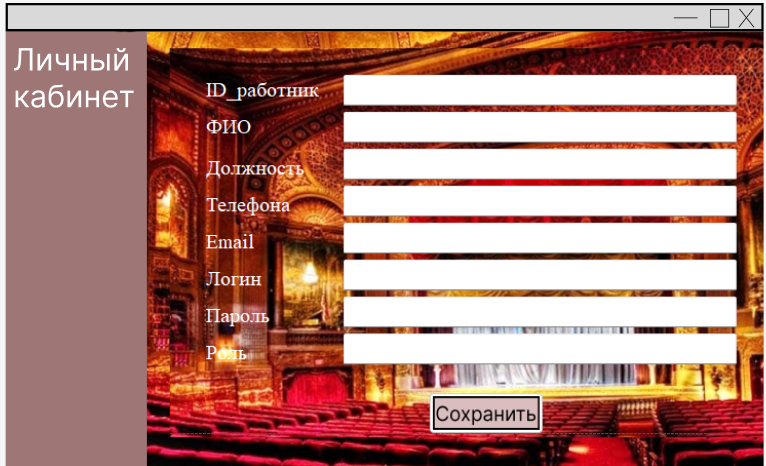 Личный
кабинет
ID_работник
ФИО
Должность
Телефона
Email
Логин
Пароль
Роль
Сохранить